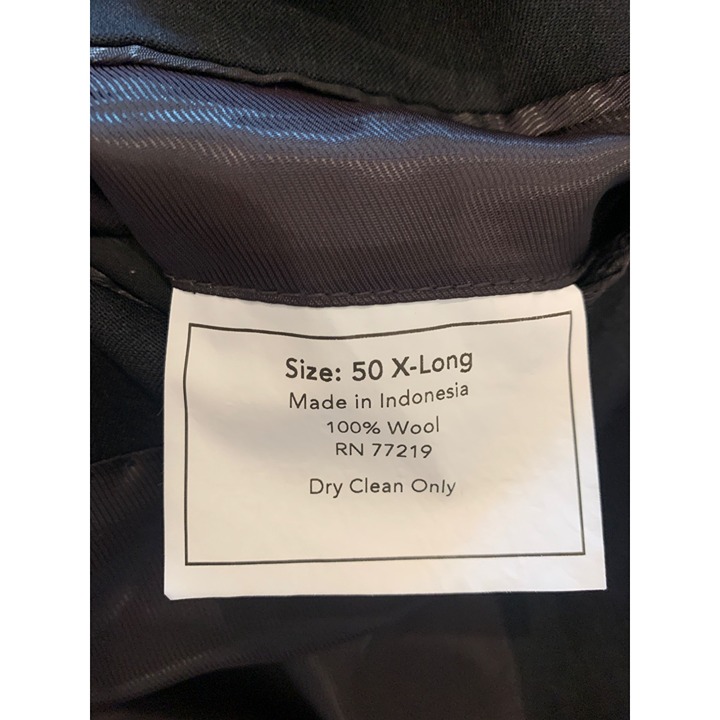 Size: 50 X-Long
Made in Indonesia
100% Wool
RN 77219
Dry Clean Only